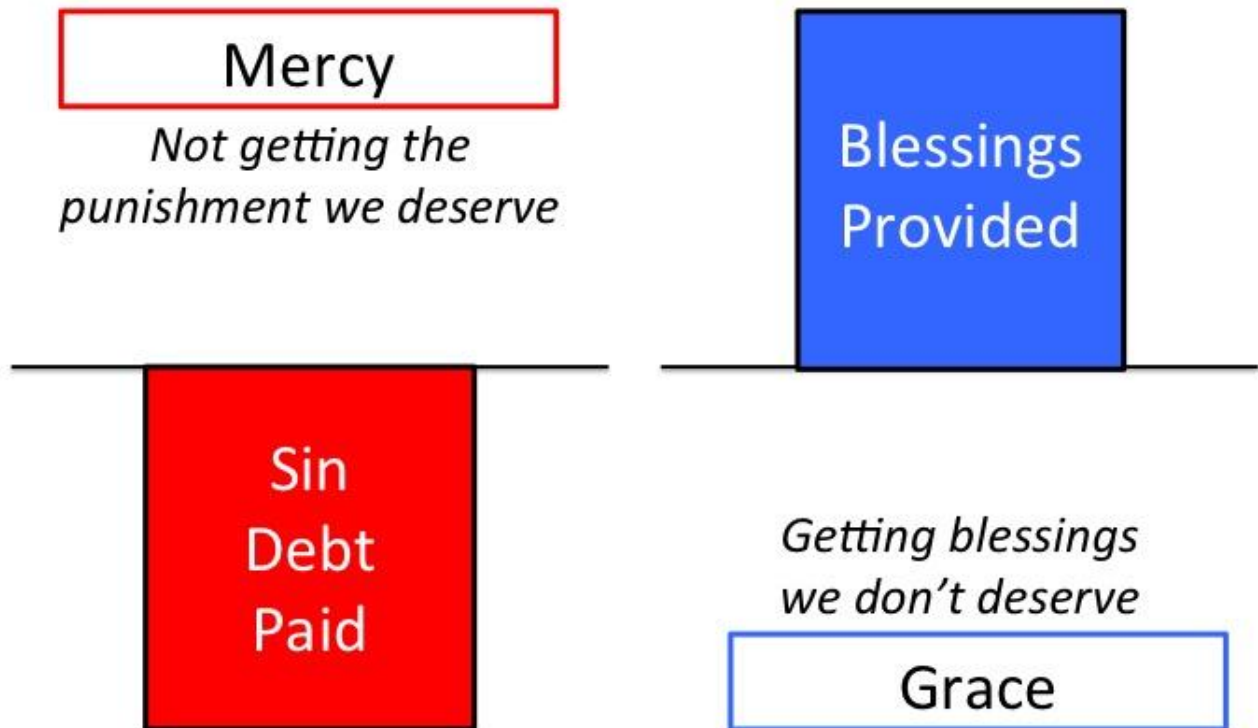 Mercy
Not getting the
punishment we deserve
Sin
Debt
Paid
Blessings
Provided
Getting blessings
we don’t deserve
Grace